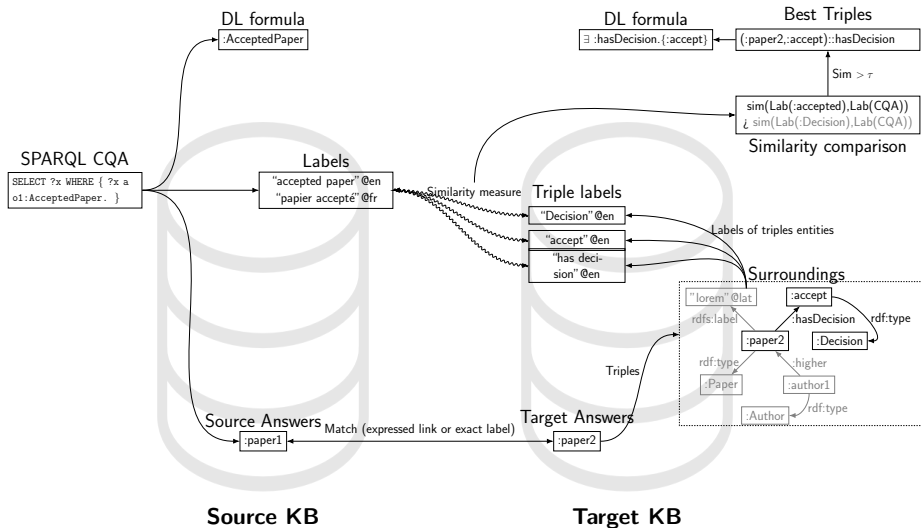 DL formula
:AcceptedPaper
DL formula
∃ :hasDecision.{:accept}
Best Triples
(:paper2,:accept)::hasDecision
Sim > τ
sim(Lab(:accepted),Lab(CQA))
¿ sim(Lab(:Decision),Lab(CQA))
Similarity comparison
SPARQL CQA
SELECT ?x WHERE { ?x a
o1:AcceptedPaper. }
Labels
“accepted paper” @en
“papier accepté” @fr
Similarity measure
Triple labels
“Decision” @en
“accept” @en
“has deci-
sion” @en
Labels of triples entities
Surroundings
“lorem” @lat
:accept
rdfs:label
:hasDecision
rdf:type
:paper2
:Decision
rdf:type
:higher
:Paper
:author1
:Author
rdf:type
Triples
Source Answers
:paper1
Match (expressed link or exact label)
Target Answers
:paper2
Source KB
Target KB